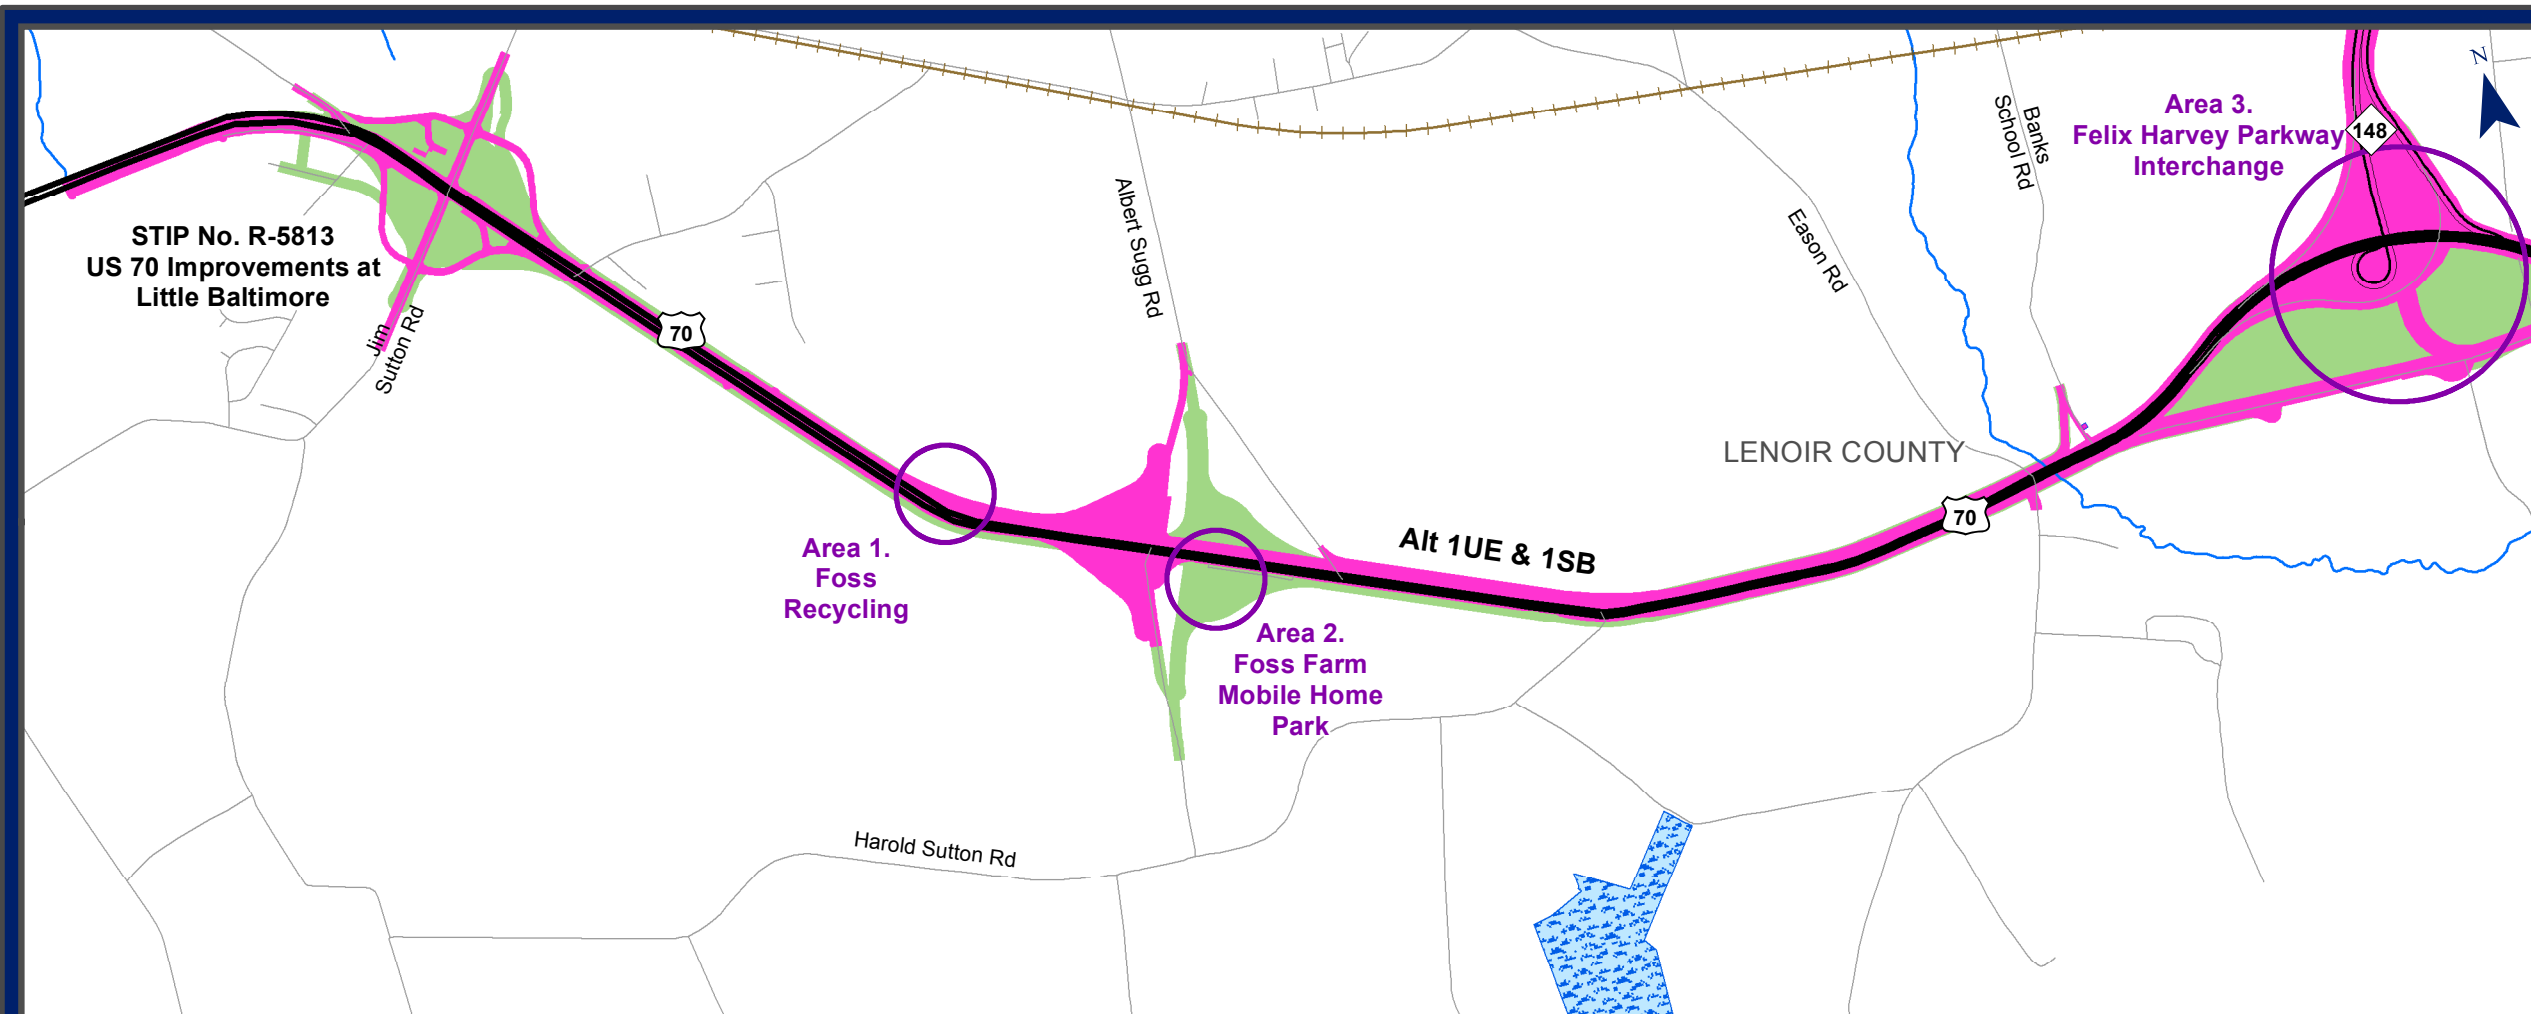 N
Area 3.
Felix Harvey Parkway
Interchange
148
Banks
School Rd
STIP No. R-5813
US 70 Improvements at
Little Baltimore
Albert Sugg Rd
Eason Rd
Jim
Sutton Rd
70
LENOIR COUNTY
70
Alt 1UE & 1SB
Area 1.
Foss
Recycling
Area 2.
Foss Farm
Mobile Home
Park
Harold Sutton Rd